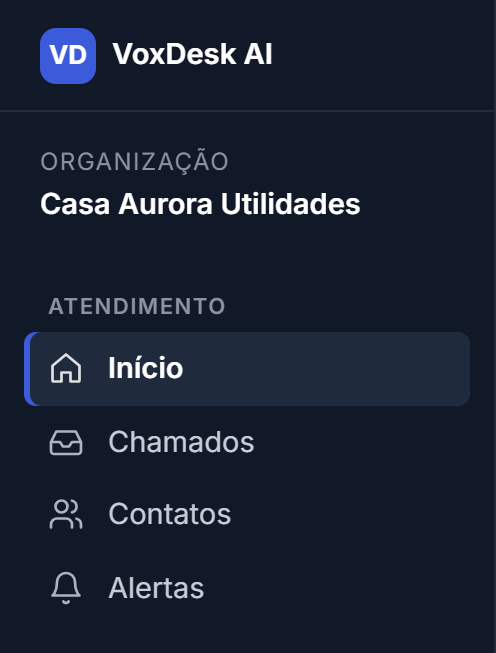 VD VoxDesk AI
ORGANIZAÇÃO
Casa Aurora Utilidades
ATENDIMENTO
Início
Chamados
Contatos
Alertas